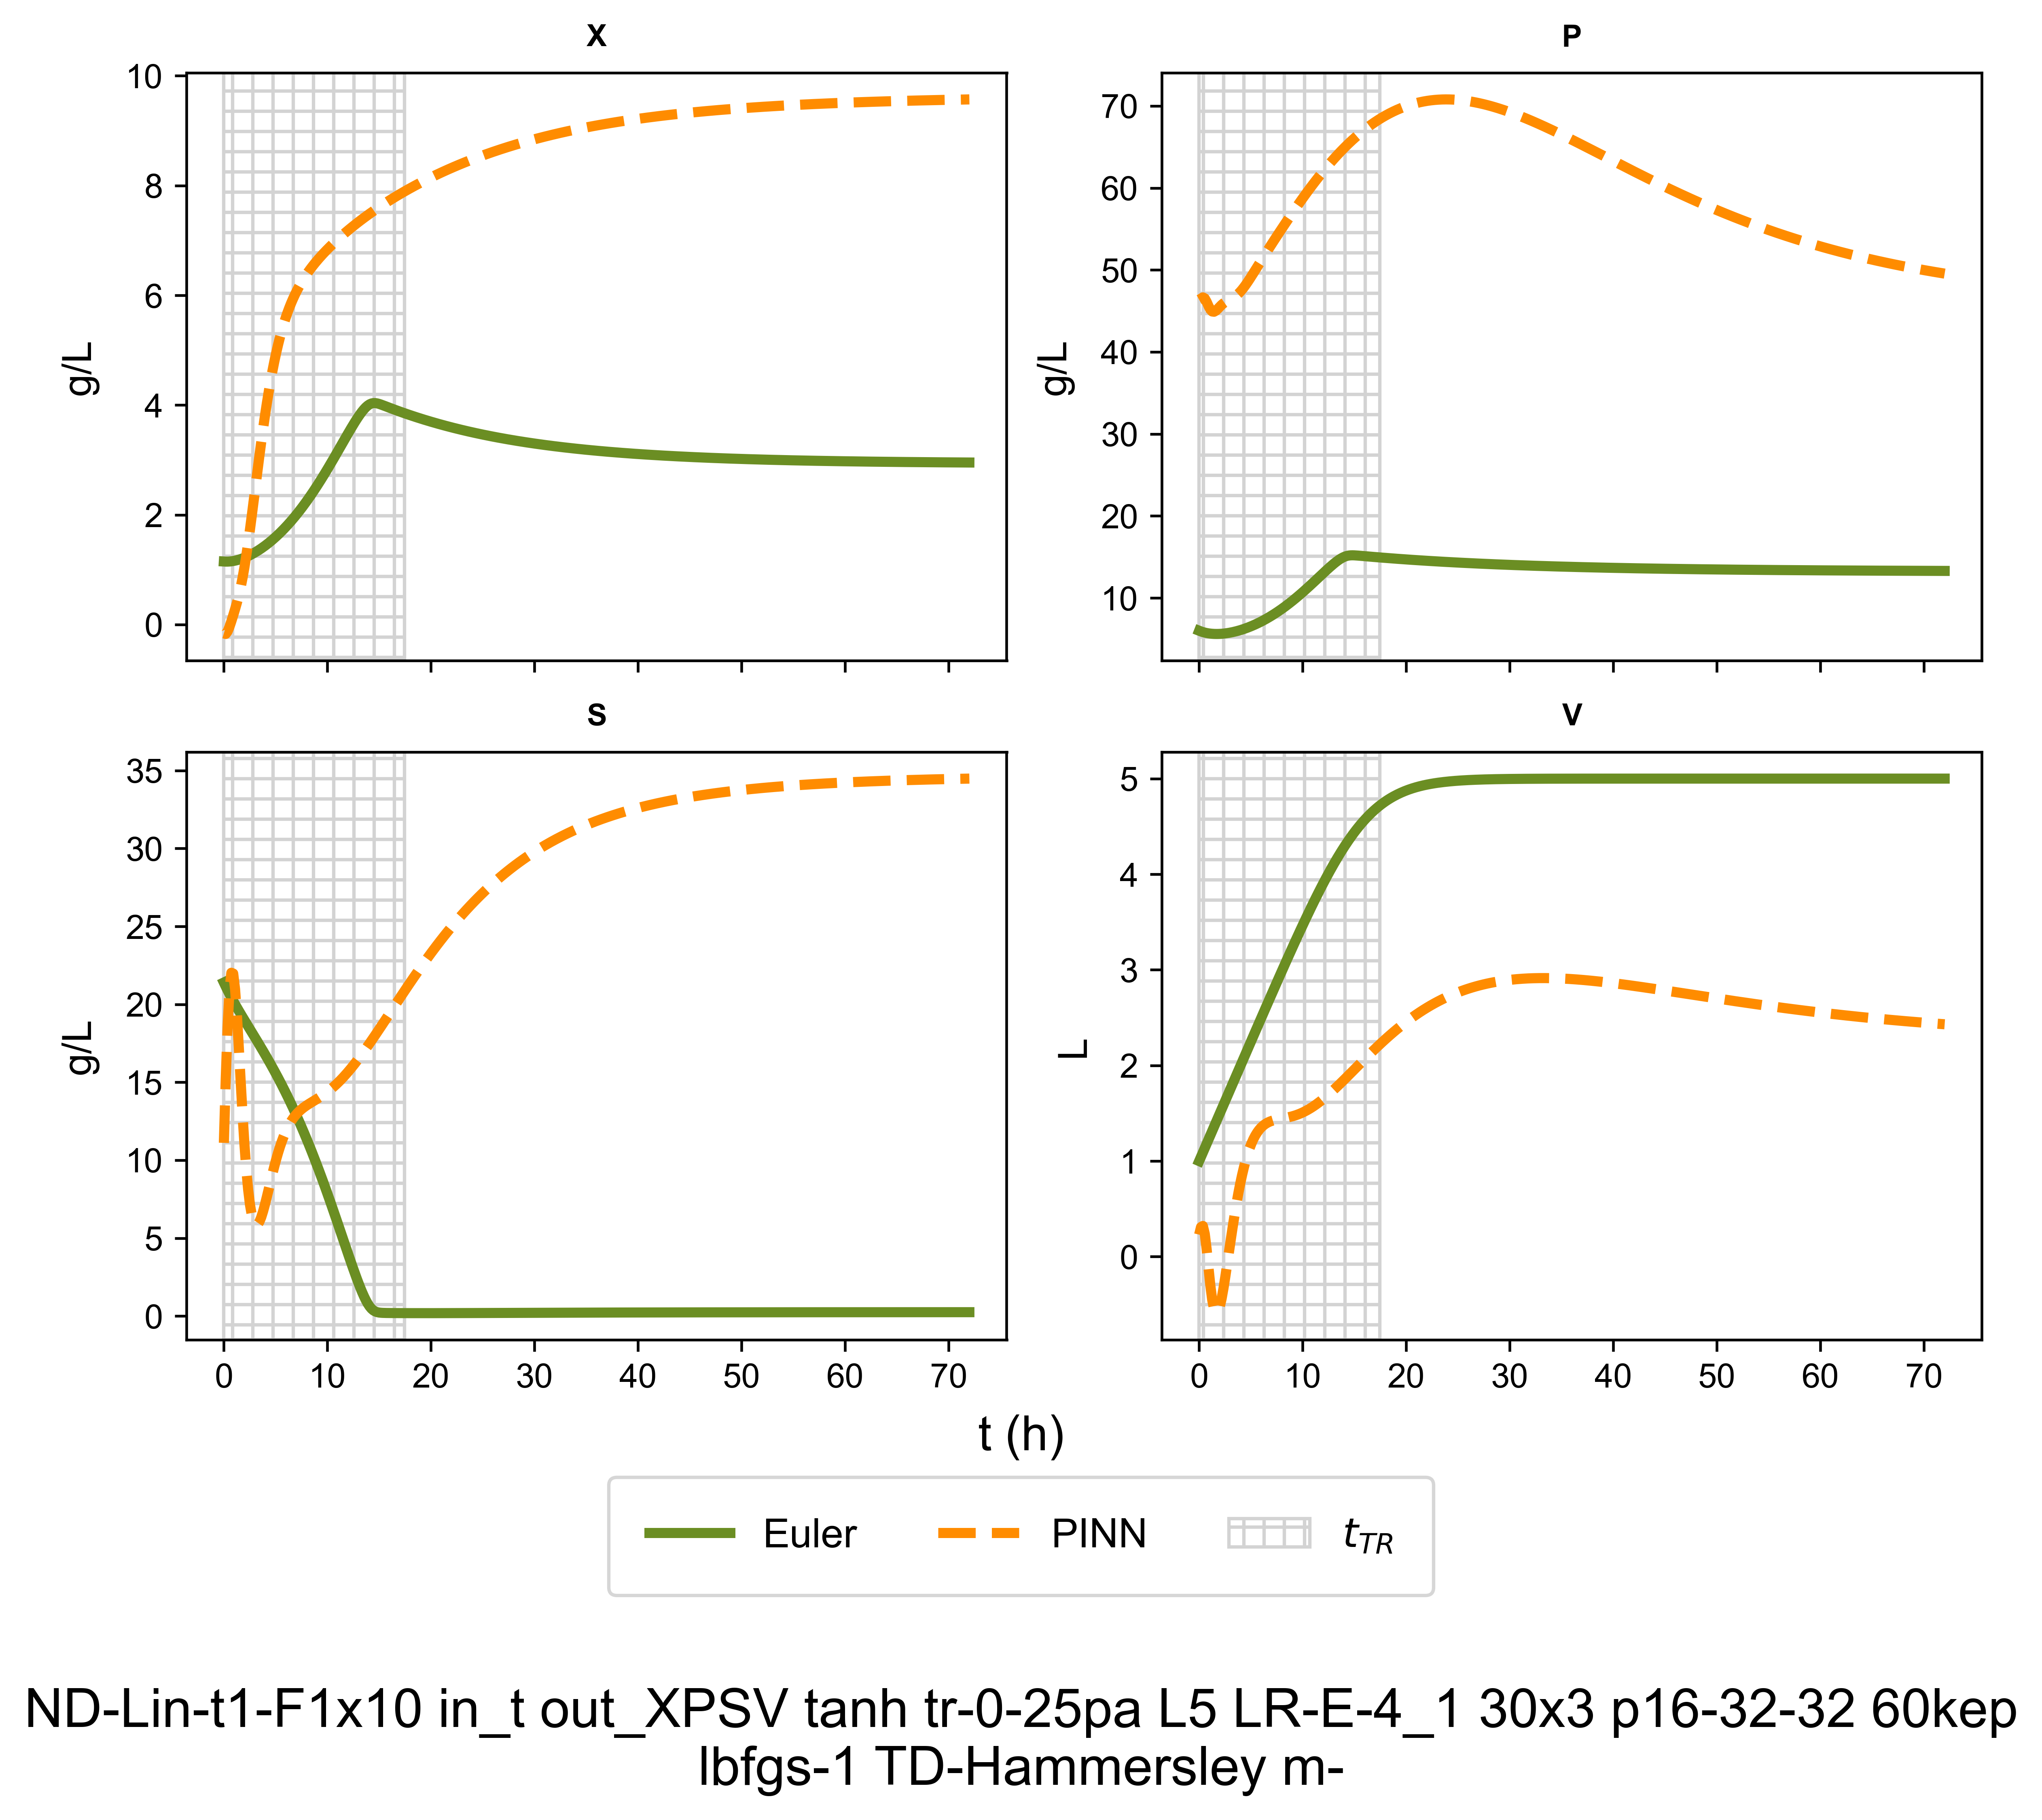 X
P
10
8
6
4
2
0
g/L
70
60
50
40
30
20
10
g/L
S
V
35
30
25
20
15
10
5
0
g/L
5
4
3
2
1
0
L
0 10 20 30 40 50 60 70
0 10 20 30 40 50 60 70
t (h)
Euler PINN t_TR
ND-Lin-t1-F1x10 in_t out_XPSV tanh tr-0-25pa L5 LR-E-4_1 30x3 p16-32-32 60kep
lbfgs-1 TD-Hammersley m-